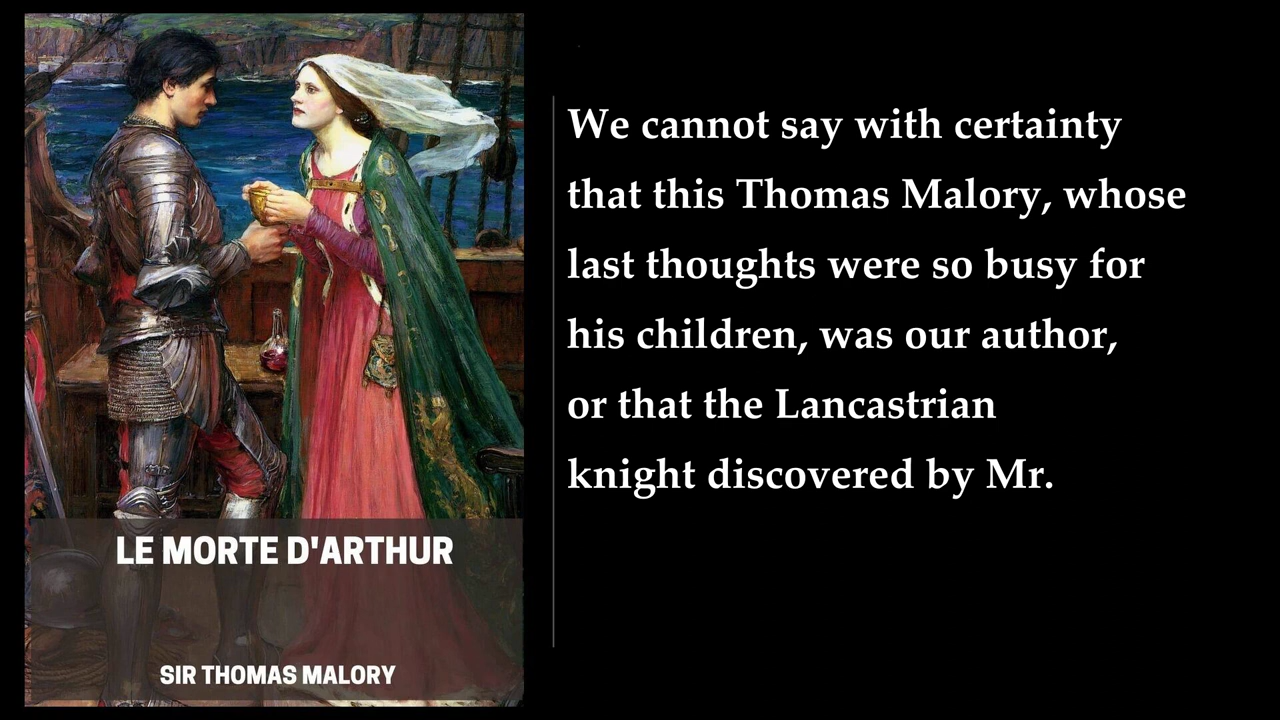 LE MORTE D'ARTHUR
SIR THOMAS MALORY
We cannot say with certainty
that this Thomas Malory, whose
last thoughts were so busy for
his children, was our author,
or that the Lancastrian
knight discovered by Mr.